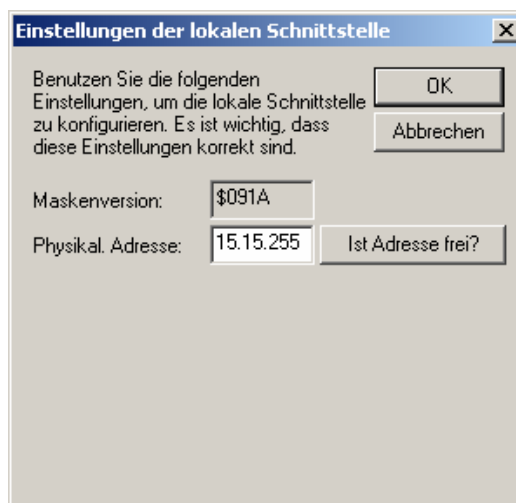 Einstellungen der lokalen Schnittstelle
Benutzen Sie die folgenden
Einstellungen, um die lokale Schnittstelle
zu konfigurieren. Es ist wichtig, dass
diese Einstellungen korrekt sind.
OK
Abbrechen
Maskenversion: $091A
Physikal. Adresse: 15.15.255 Ist Adresse frei?